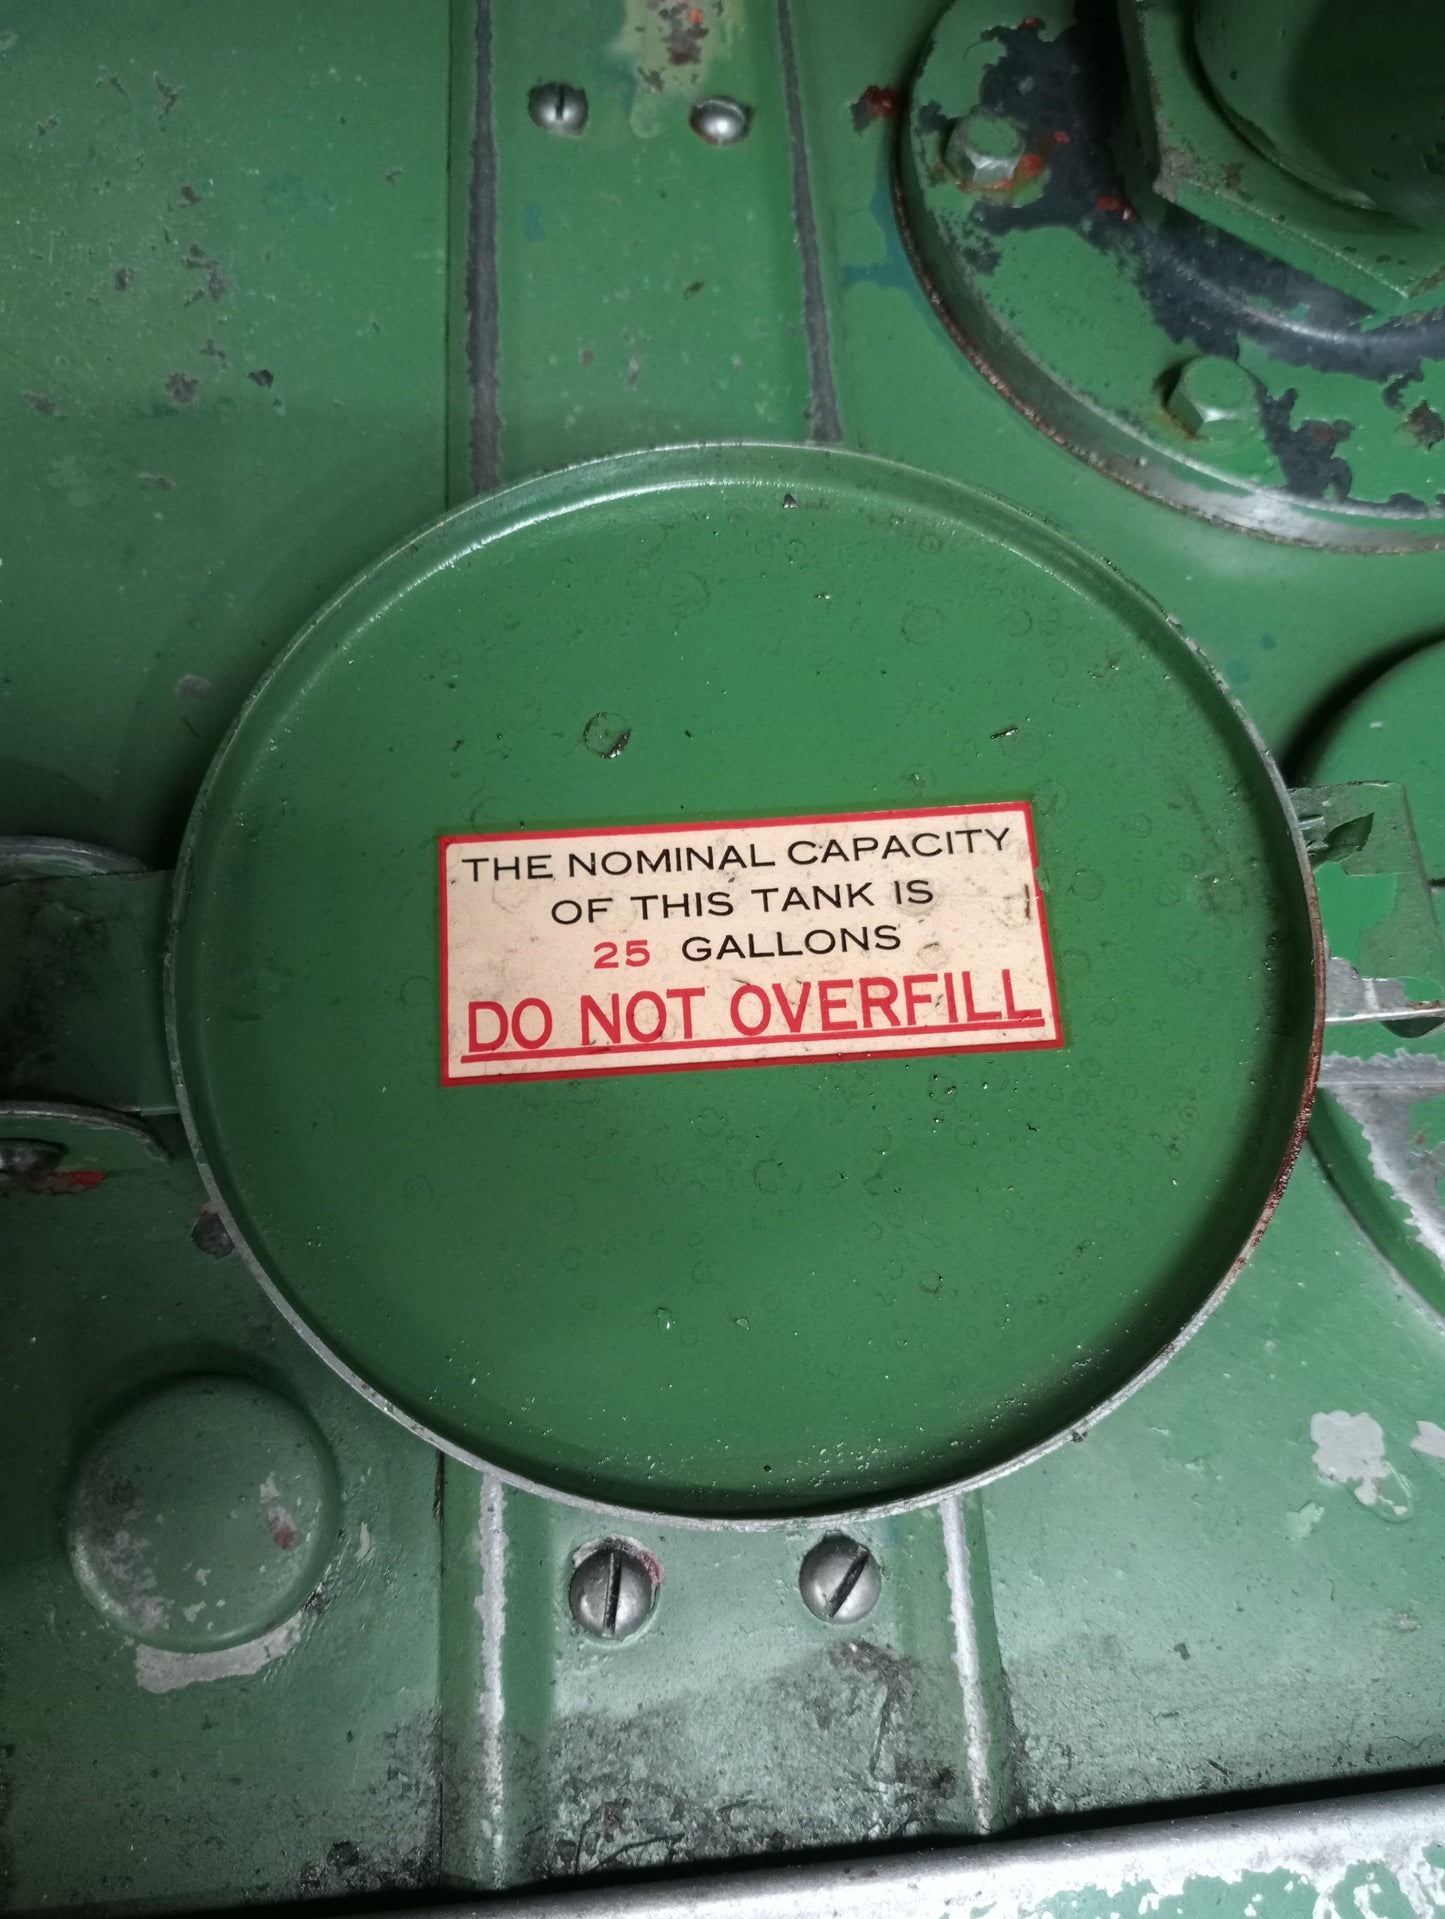 THE NOMINAL CAPACITY
OF THIS TANK IS
25 GALLONS
DO NOT OVERFILL